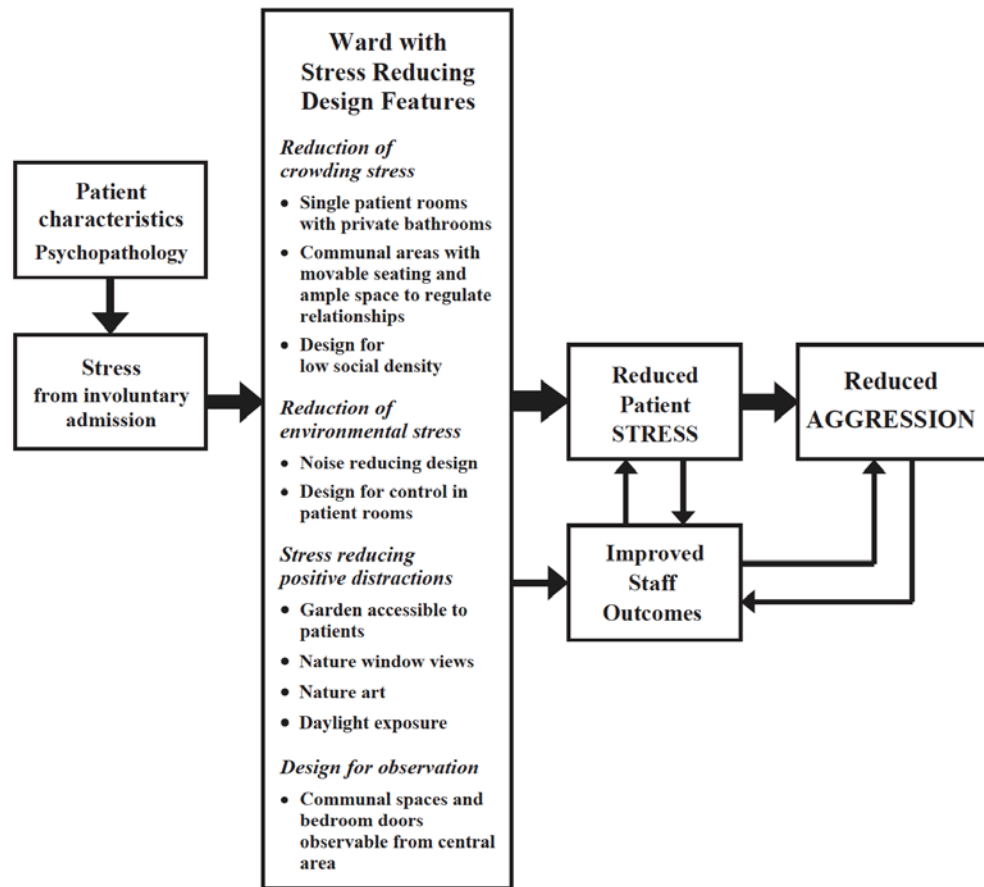 Patient
characteristics
Psychopathology
Stress
from involuntary
admission
Ward with
Stress Reducing
Design Features
Reduction of
crowding stress
• Single patient rooms
with private bathrooms
• Communal areas with
movable seating and
ample space to regulate
relationships
• Design for
low social density
Reduction of
environmental stress
• Noise reducing design
• Design for control in
patient rooms
Stress reducing
positive distractions
• Garden accessible to
patients
• Nature window views
• Nature art
• Daylight exposure
Design for observation
• Communal spaces and
bedroom doors
observable from central
area
Reduced
Patient
STRESS
Improved
Staff
Outcomes
Reduced
AGGRESSION